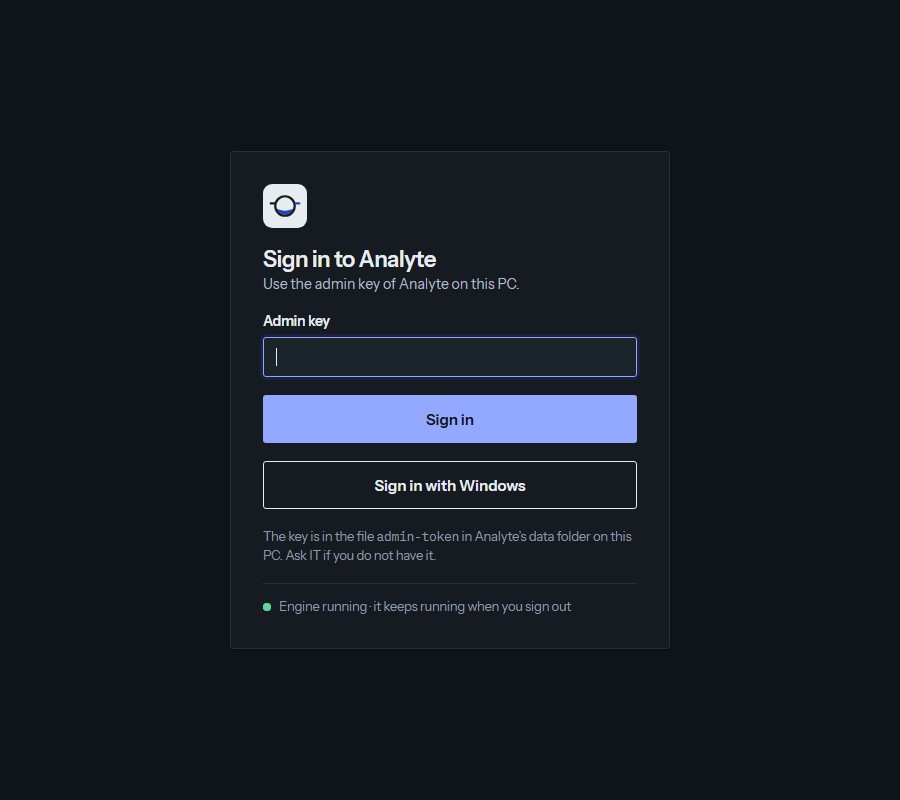 Sign in to Analyte
Use the admin key of Analyte on this PC.
Admin key
Sign in
Sign in with Windows
The key is in the file admin-token in Analyte's data folder on this
PC. Ask IT if you do not have it.
Engine running · it keeps running when you sign out